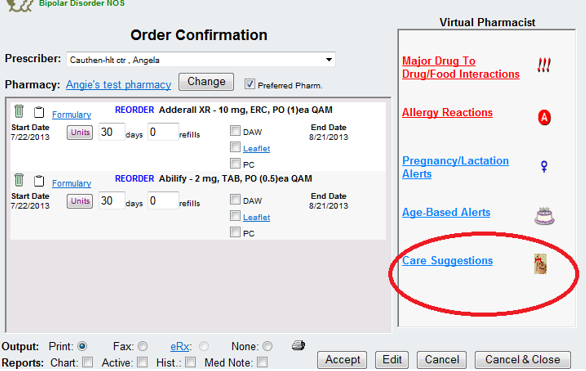 Bipolar Disorder NOS
Order Confirmation
Prescriber: Cauthen-hlt ctr , Angela
Pharmacy: Angie's test pharmacy Change Preferred Pharm.
Formulary REORDER Adderall XR - 10 mg, ERC, PO (1)ea QAM
Start Date Units 30 days 0 refills DAW End Date
7/22/2013 Leaflet 8/21/2013
PC
Formulary REORDER Abilify - 2 mg, TAB, PO (0.5)ea QAM
Start Date Units 30 days 0 refills DAW End Date
7/22/2013 Leaflet 8/21/2013
PC
Virtual Pharmacist
Major Drug To
Drug/Food Interactions
Allergy Reactions A
Pregnancy/Lactation
Alerts
Age-Based Alerts
Care Suggestions
Output: Print: Fax: eRx: None:
Reports: Chart: Active: Hist.: Med Note: Accept Edit Cancel Cancel & Close